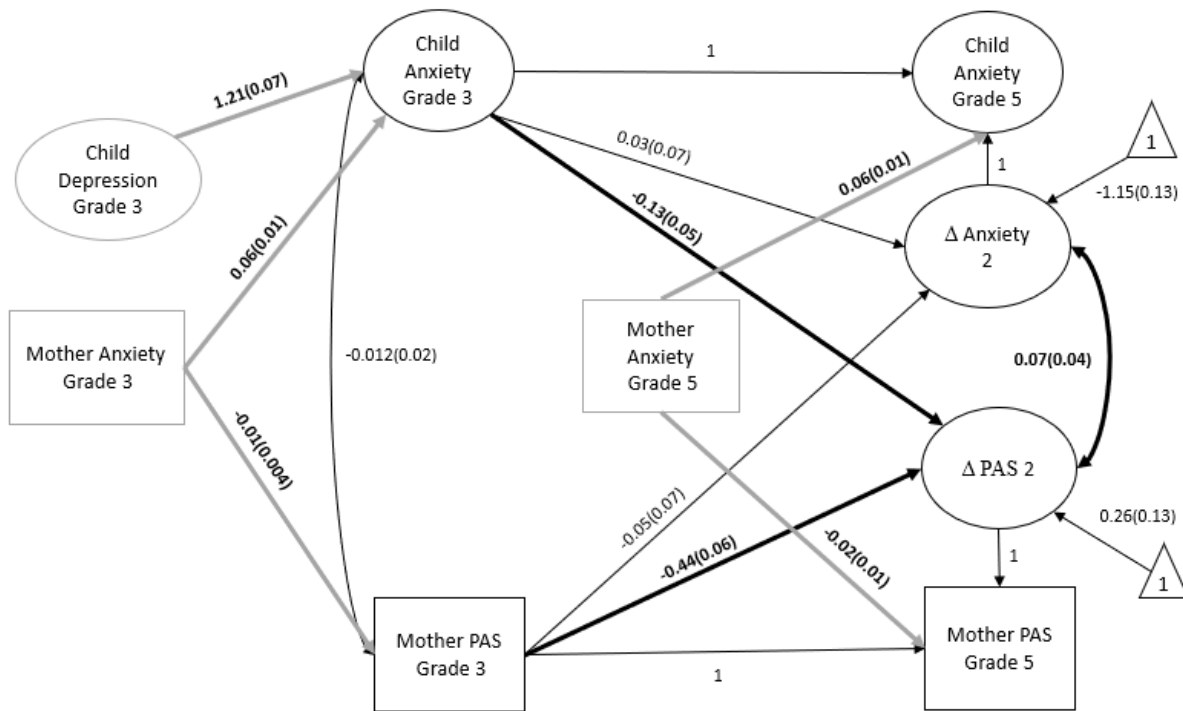 Child
Anxiety
Grade 3
1
Child
Anxiety
Grade 5
1.21(0.07)
Child
Depression
Grade 3
0.03(0.07)
0.06(0.01)
1
1
-1.15(0.13)
-0.13(0.05)
Δ Anxiety
2
0.06(0.01)
Mother Anxiety
Grade 3
-0.012(0.02)
Mother
Anxiety
Grade 5
0.07(0.04)
-0.01(0.004)
Δ PAS 2
-0.05(0.07)
-0.44(0.06)
-0.02(0.01)
0.26(0.13)
1
1
Mother PAS
Grade 3
1
Mother PAS
Grade 5